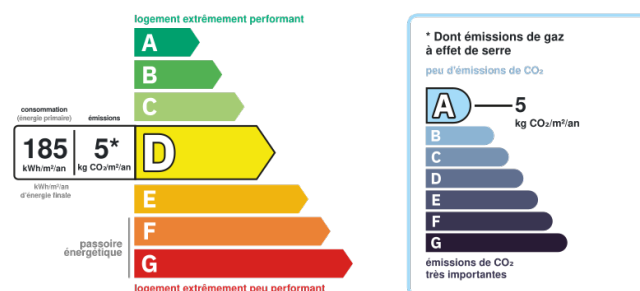 logement extrêmement performant
A
B
C
consommation
(énergie primaire)
émissions
185
kWh/m²/an
5*
kg CO₂/m²/an
D
kWh/m²/an
d'énergie finale
E
F
G
passoire
énergétique
logement extrêmement peu performant
* Dont émissions de gaz
à effet de serre
peu d'émissions de CO₂
A
5
kg CO₂/m²/an
B
C
D
E
F
G
émissions de CO₂
très importantes